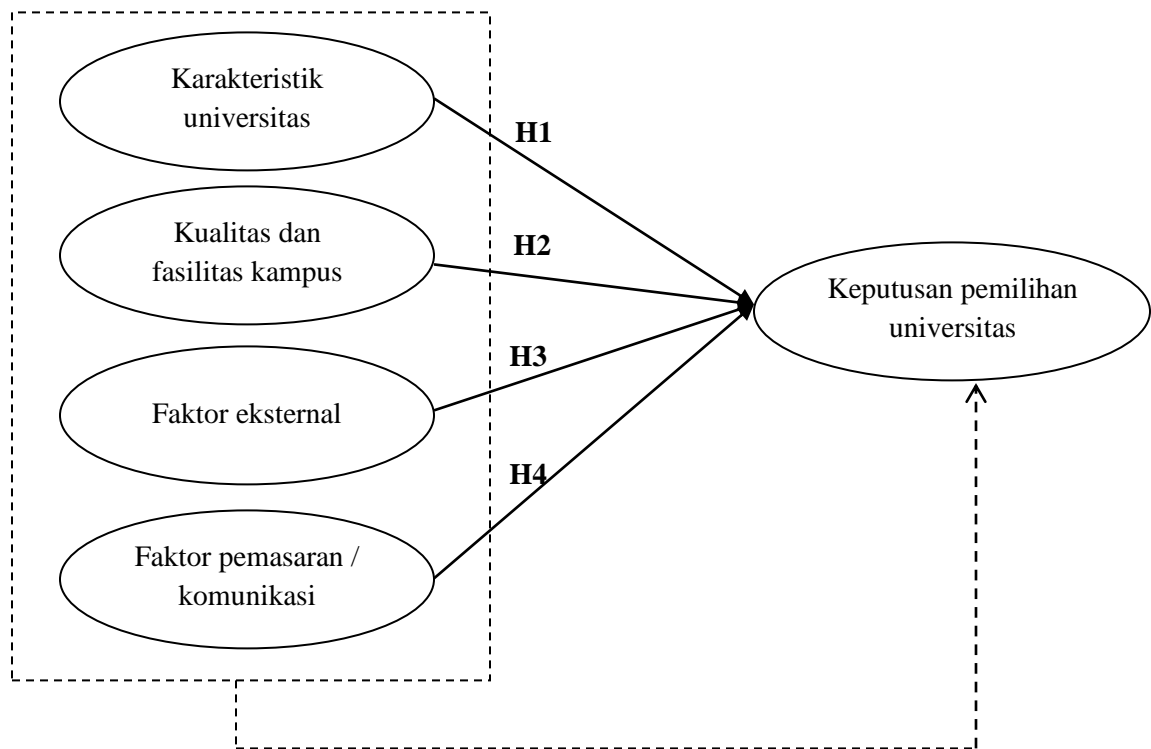 Karakteristik
universitas
H1
Kualitas dan
fasilitas kampus
H2
Keputusan pemilihan
universitas
H3
Faktor eksternal
H4
Faktor pemasaran /
komunikasi